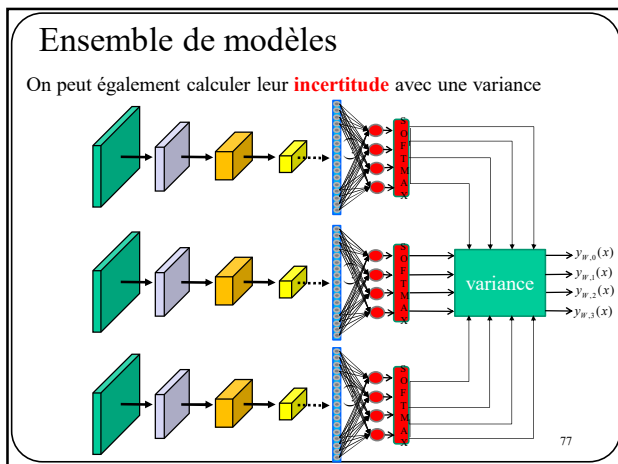 Ensemble de modèles
On peut également calculer leur incertitude avec une variance
SOFTMAX
SOFTMAX
variance
y_{W,0}(x)
y_{W,1}(x)
y_{W,2}(x)
y_{W,3}(x)
SOFTMAX
77